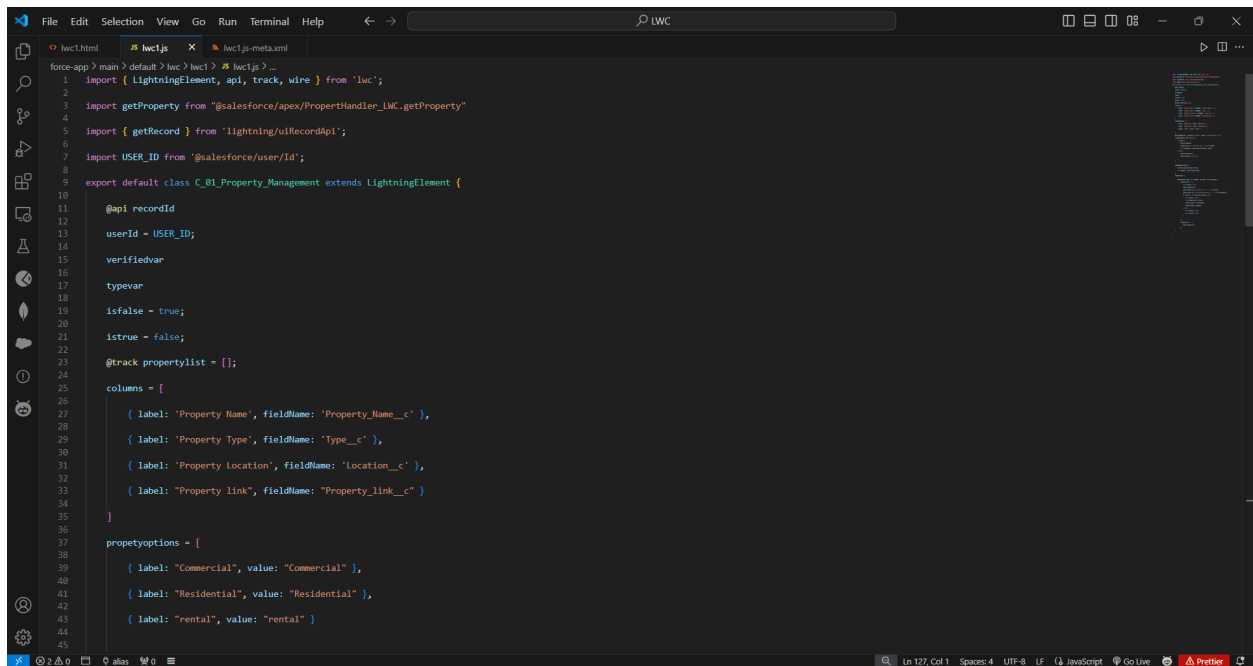 File Edit Selection View Go Run Terminal Help
LWC
lwc1.html
JS lwc1.js
lwc1.js-meta.xml
force-app > main > default > lwc > lwc1 > JS lwc1.js > ...
1 import { LightningElement, api, track, wire } from 'lwc';
2
3 import getProperty from "@salesforce/apex/PropertHandler_LWC.getProperty"
4
5 import { getRecord } from 'lightning/uiRecordApi';
6
7 import USER_ID from '@salesforce/user/Id';
8
9 export default class C_01_Property_Management extends LightningElement {
10
11 @api recordId
12
13 userId = USER_ID;
14
15 verifiedvar
16
17 typevar
18
19 isfalse = true;
20
21 istrue = false;
22
23 @track propertylist = [];
24
25 columns = [
26
27 { label: 'Property Name', fieldName: 'Property_Name__c' },
28
29 { label: 'Property Type', fieldName: 'Type__c' },
30
31 { label: 'Property Location', fieldName: 'Location__c' },
32
33 { label: "Property link", fieldName: "Property_link__c" }
34
35 ]
36
37 propetyoptions = [
38
39 { label: "Commercial", value: "Commercial" },
40
41 { label: "Residential", value: "Residential" },
42
43 { label: "rental", value: "rental" }
44
45
2 0 alias 0 Ln 127, Col 1 Spaces: 4 UTF-8 LF JavaScript Go Live Prettier